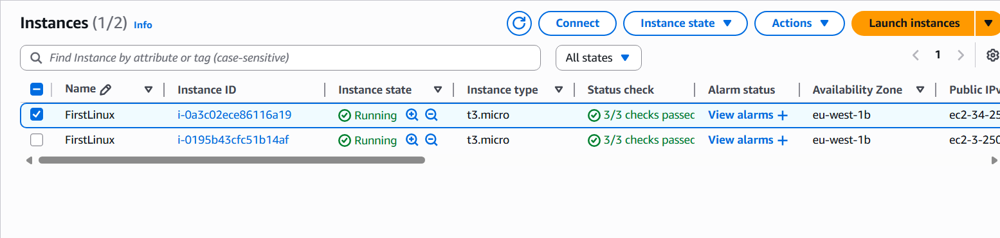 Instances (1/2) Info Connect Instance state Actions Launch instances
Find Instance by attribute or tag (case-sensitive) All states 1
Name Instance ID Instance state Instance type Status check Alarm status Availability Zone Public IPv
FirstLinux i-0a3c02ece86116a19 Running t3.micro 3/3 checks passec View alarms + eu-west-1b ec2-34-25
FirstLinux i-0195b43cfc51b14af Running t3.micro 3/3 checks passec View alarms + eu-west-1b ec2-3-250